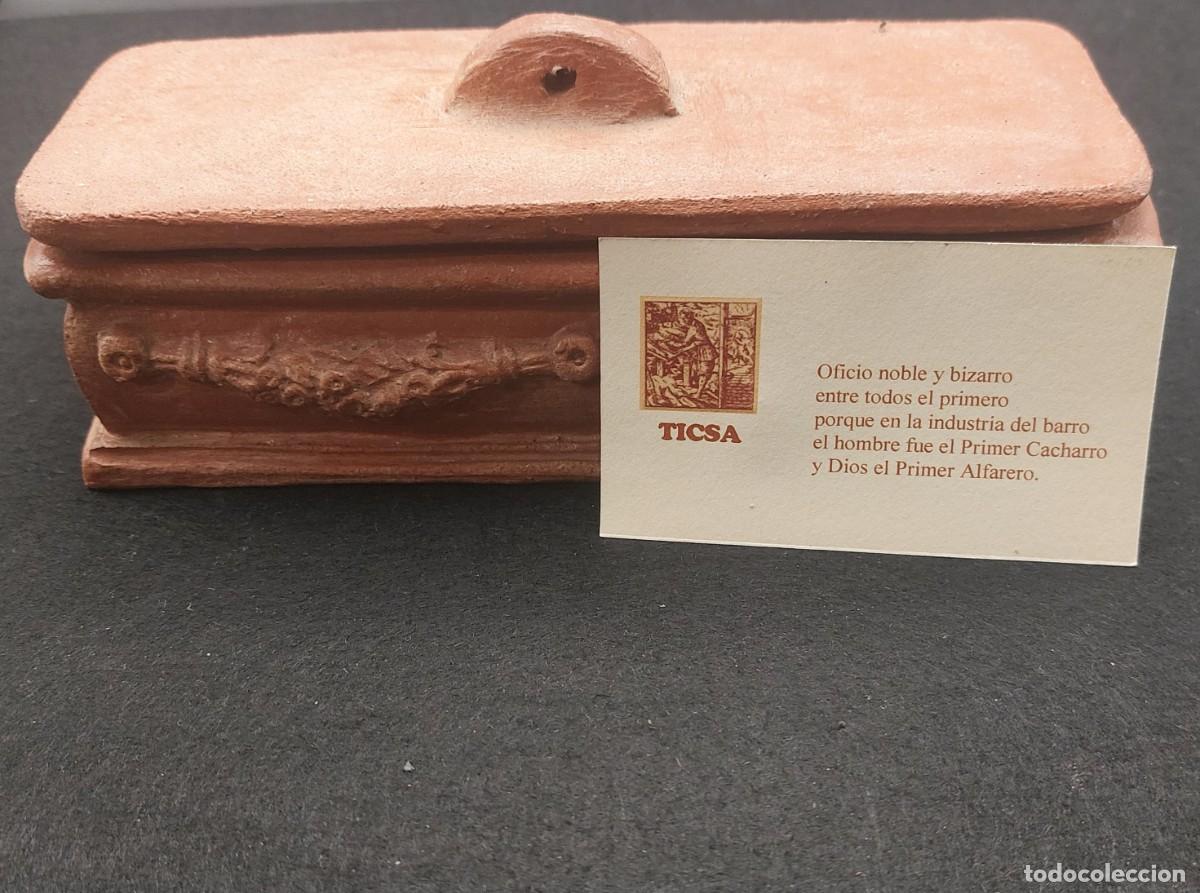 TICSA
Oficio noble y bizarro
entre todos el primero
porque en la industria del barro
el hombre fue el Primer Cacharro
y Dios el Primer Alfarero.
todocoleccion